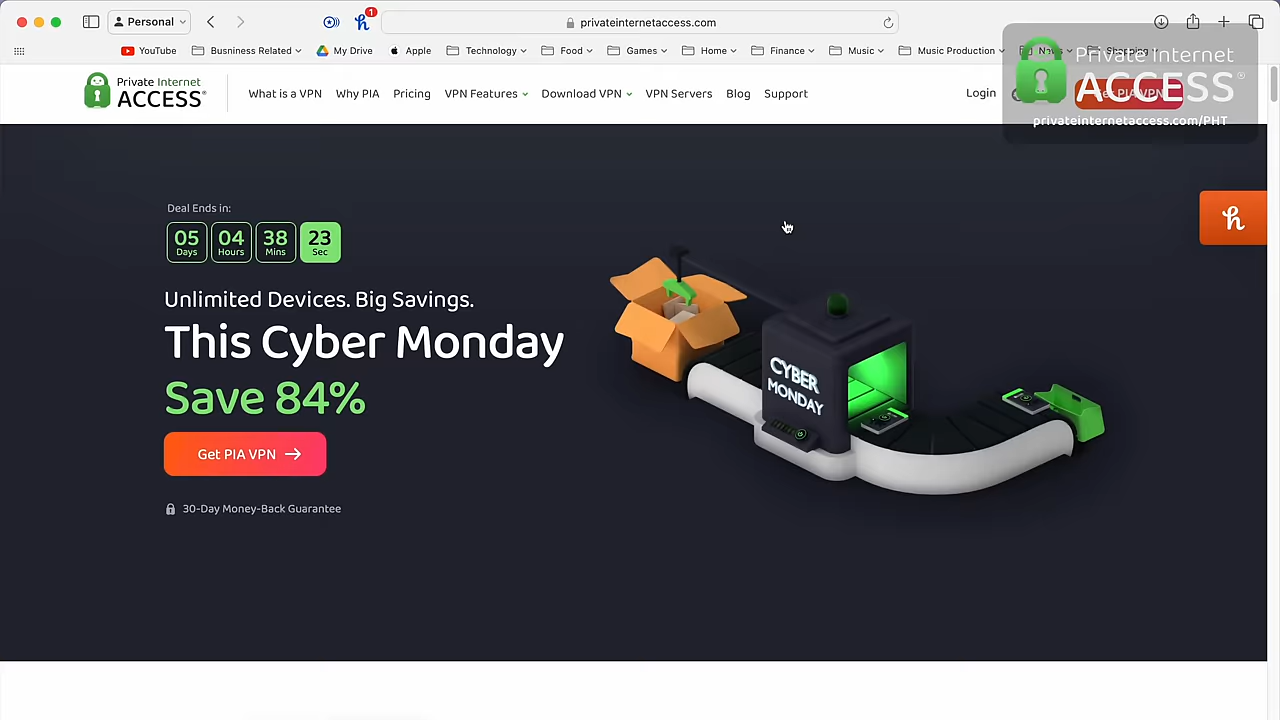 Personal
1
privateinternetaccess.com
YouTube
Busniness Related
My Drive
Apple
Technology
Food
Games
Home
Finance
Music
Music Production
News
Private Internet
ACCESS®
What is a VPN
Why PIA
Pricing
VPN Features
Download VPN
VPN Servers
Blog
Support
Login
Private Internet
ACCESS®
privateinternetaccess.com/PHT
Deal Ends in:
05 04 38 23
Days Hours Mins Sec
Unlimited Devices. Big Savings.
This Cyber Monday
Save 84%
Get PIA VPN
30-Day Money-Back Guarantee
CYBER
MONDAY
h